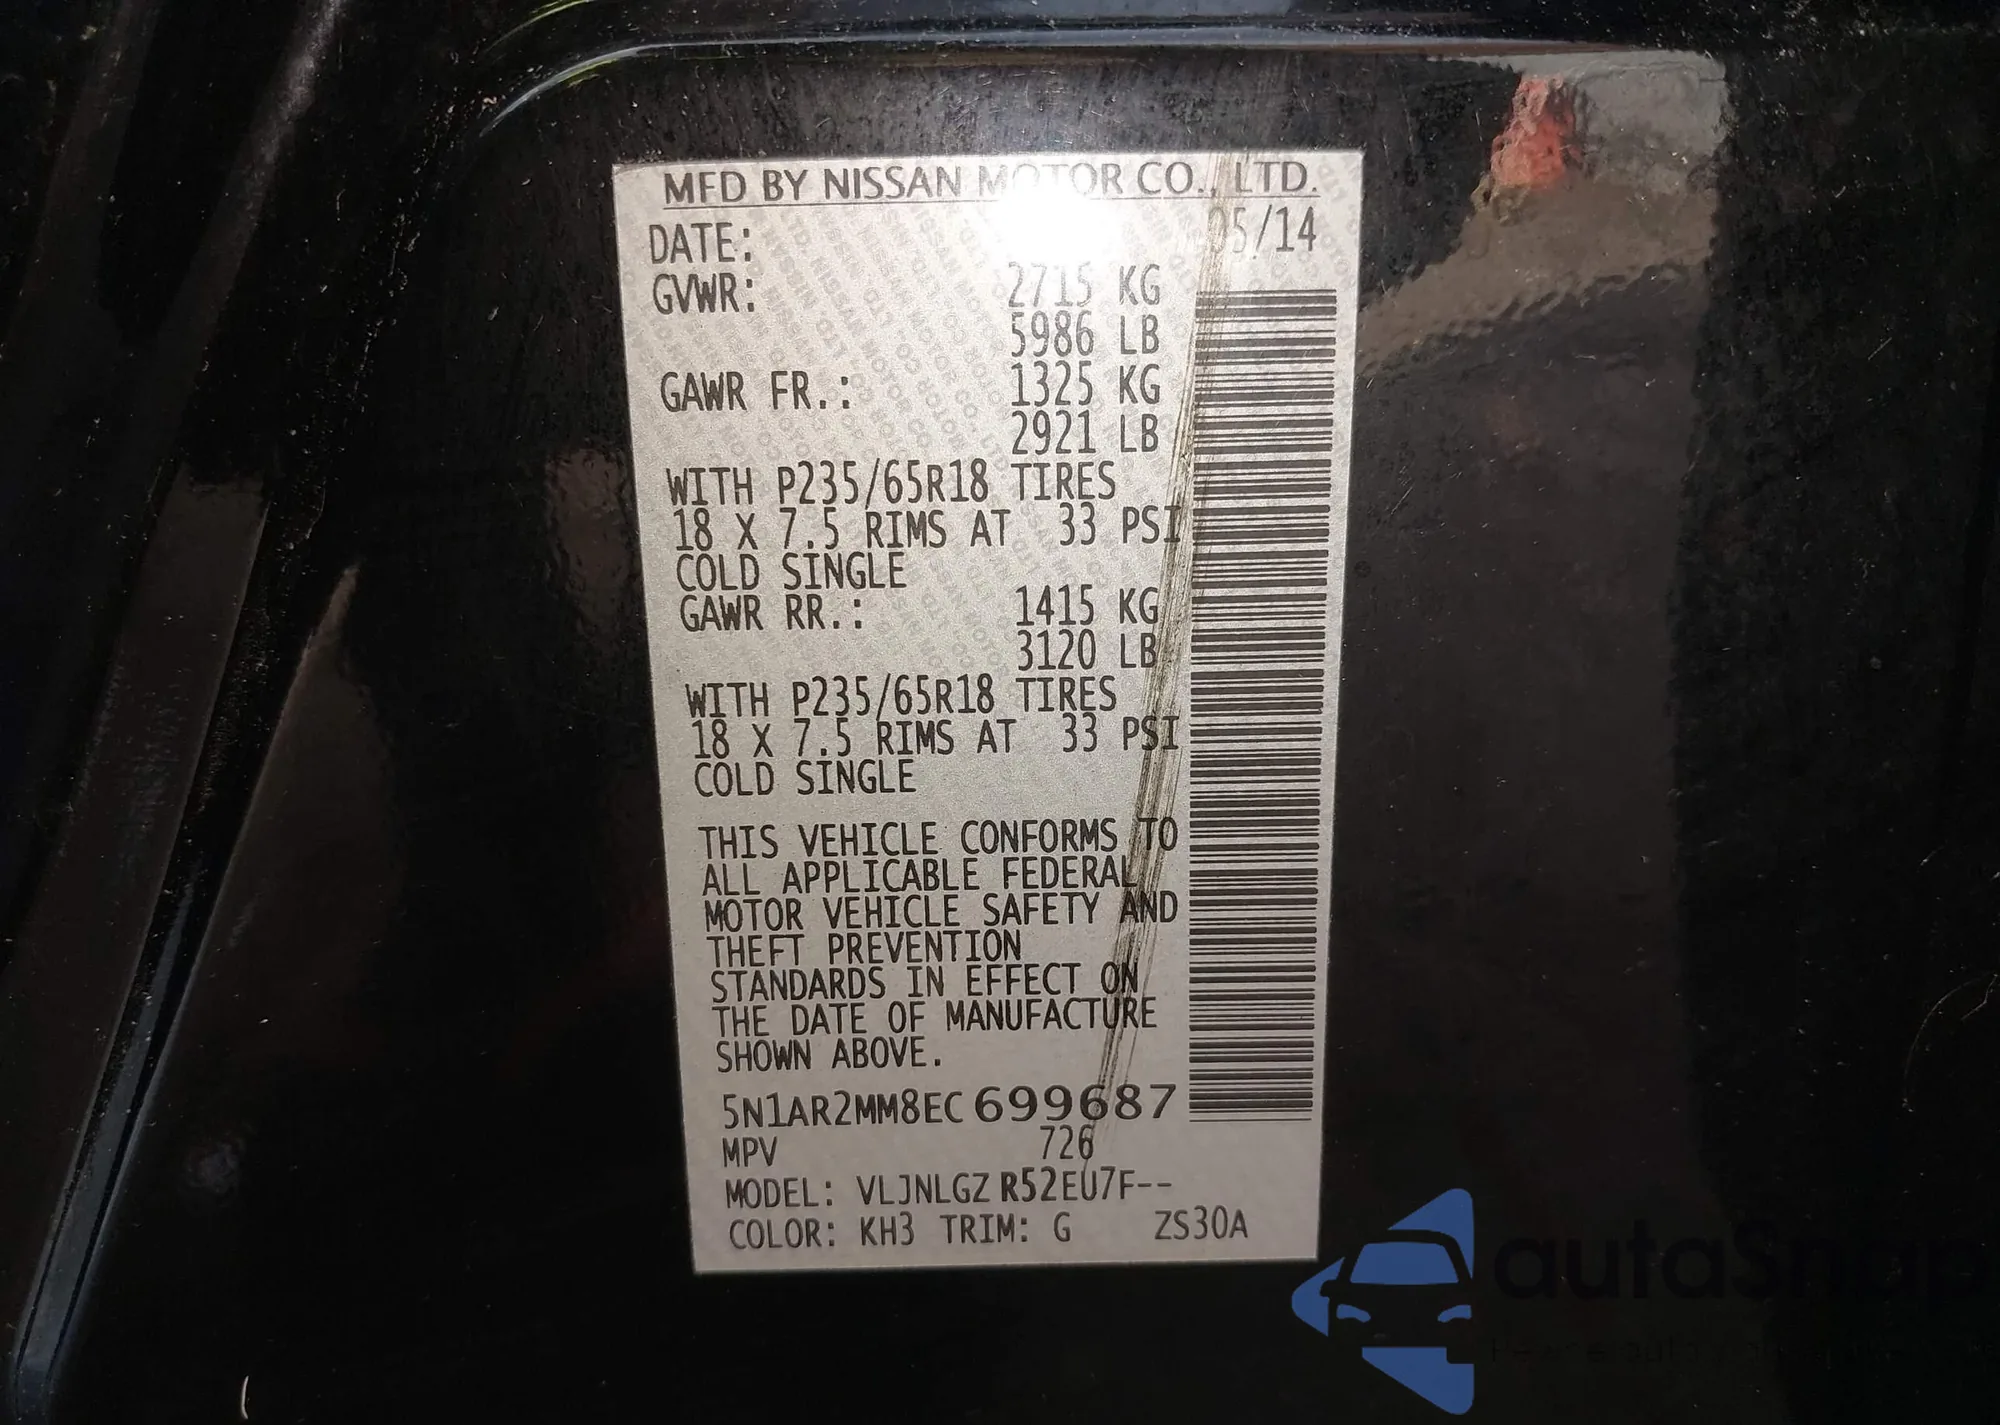 MFD BY NISSAN MOTOR CO., LTD.
DATE: 05/14
GVWR: 2715 KG
5986 LB
GAWR FR.: 1325 KG
2921 LB
WITH P235/65R18 TIRES
18 X 7.5 RIMS AT 33 PSI
COLD SINGLE
GAWR RR.: 1415 KG
3120 LB
WITH P235/65R18 TIRES
18 X 7.5 RIMS AT 33 PSI
COLD SINGLE
THIS VEHICLE CONFORMS TO
ALL APPLICABLE FEDERAL
MOTOR VEHICLE SAFETY AND
THEFT PREVENTION
STANDARDS IN EFFECT ON
THE DATE OF MANUFACTURE
SHOWN ABOVE.
5N1AR2MM8EC699687
MPV 726
MODEL: VLJNLGZ R52EU7F--
COLOR: KH3 TRIM: G ZS30A
autaSnap